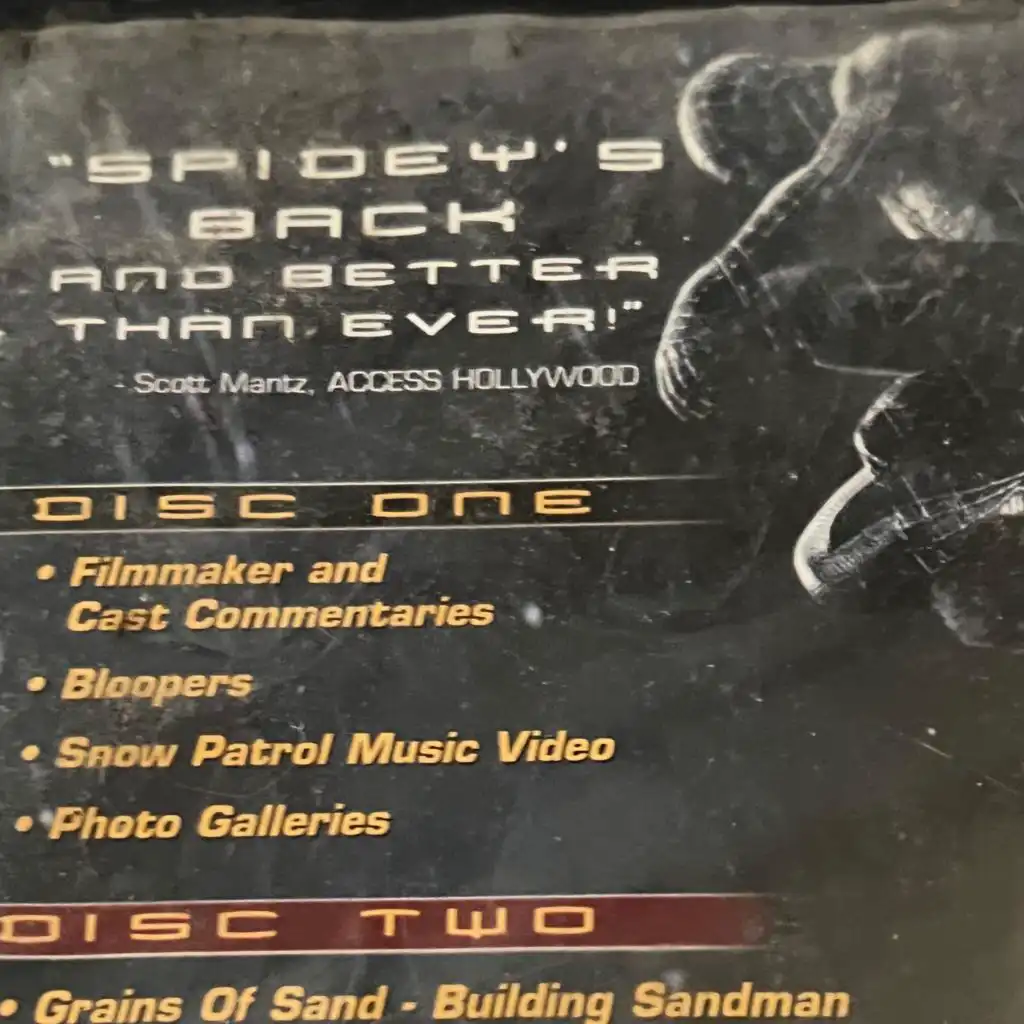 "SPIDEY'S
BACK
AND BETTER
THAN EVER!"
- Scott Mantz, ACCESS HOLLYWOOD
DISC ONE
• Filmmaker and
Cast Commentaries
• Bloopers
• Snow Patrol Music Video
• Photo Galleries
DISC TWO
• Grains Of Sand - Building Sandman